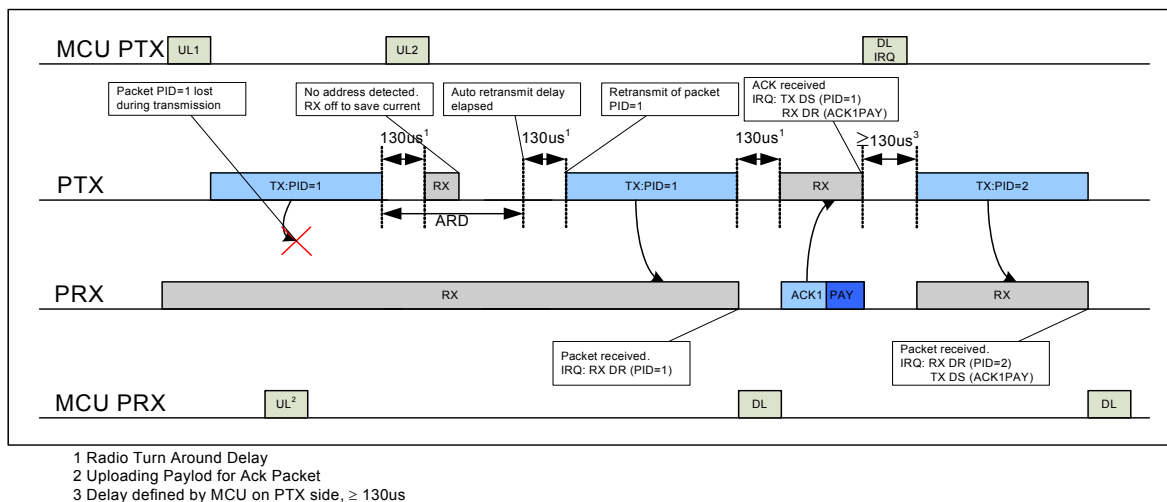 MCU PTX
UL1
UL2
DL
IRQ
Packet PID=1 lost
during transmission
No address detected.
RX off to save current
Auto retransmit delay
elapsed
Retransmit of packet
PID=1
ACK received
IRQ: TX DS (PID=1)
RX DR (ACK1PAY)
130us¹
130us¹
130us¹
≥130us³
PTX
TX:PID=1
RX
TX:PID=1
RX
TX:PID=2
ARD
PRX
RX
ACK1
PAY
RX
Packet received.
IRQ: RX DR (PID=1)
Packet received.
IRQ: RX DR (PID=2)
TX DS (ACK1PAY)
MCU PRX
UL²
DL
DL
1 Radio Turn Around Delay
2 Uploading Paylod for Ack Packet
3 Delay defined by MCU on PTX side, ≥ 130us